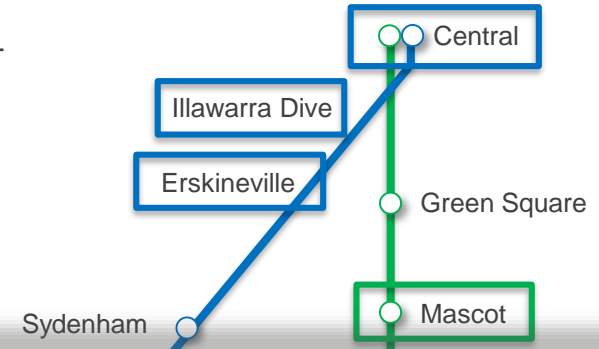 Central
Illawarra Dive
Erskineville
Green Square
Mascot
Sydenham